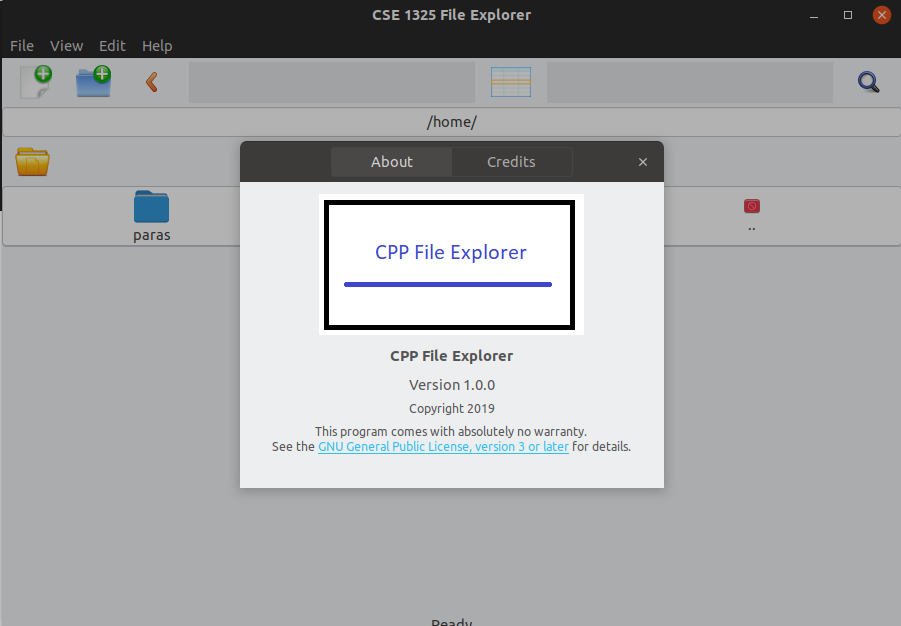 CSE 1325 File Explorer
File View Edit Help
/home/
About Credits
CPP File Explorer
paras
..
CPP File Explorer
Version 1.0.0
Copyright 2019
This program comes with absolutely no warranty.
See the GNU General Public License, version 3 or later for details.
Ready